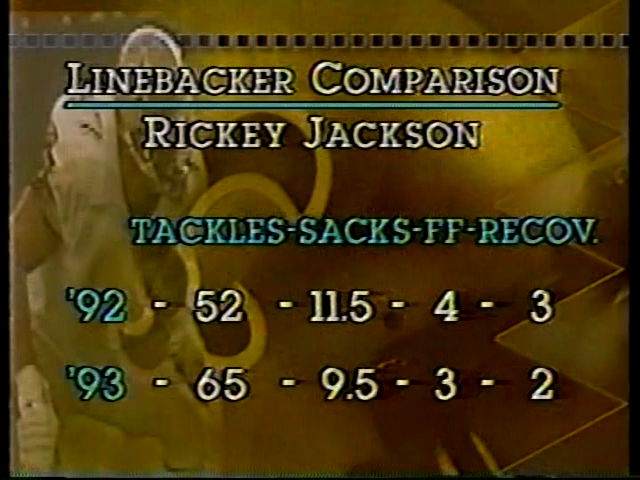 LINEBACKER COMPARISON
RICKEY JACKSON
TACKLES-SACKS-FF-RECOV.
'92 - 52 - 11.5 - 4 - 3
'93 - 65 - 9.5 - 3 - 2